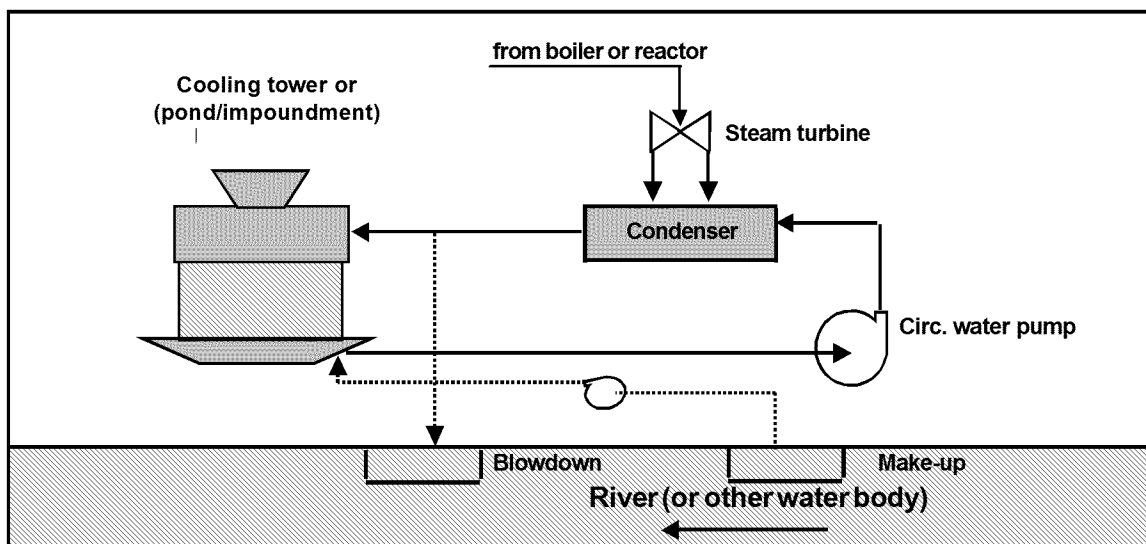 from boiler or reactor
Cooling tower or
(pond/impoundment)
Steam turbine
Condenser
Circ. water pump
Blowdown
Make-up
River (or other water body)